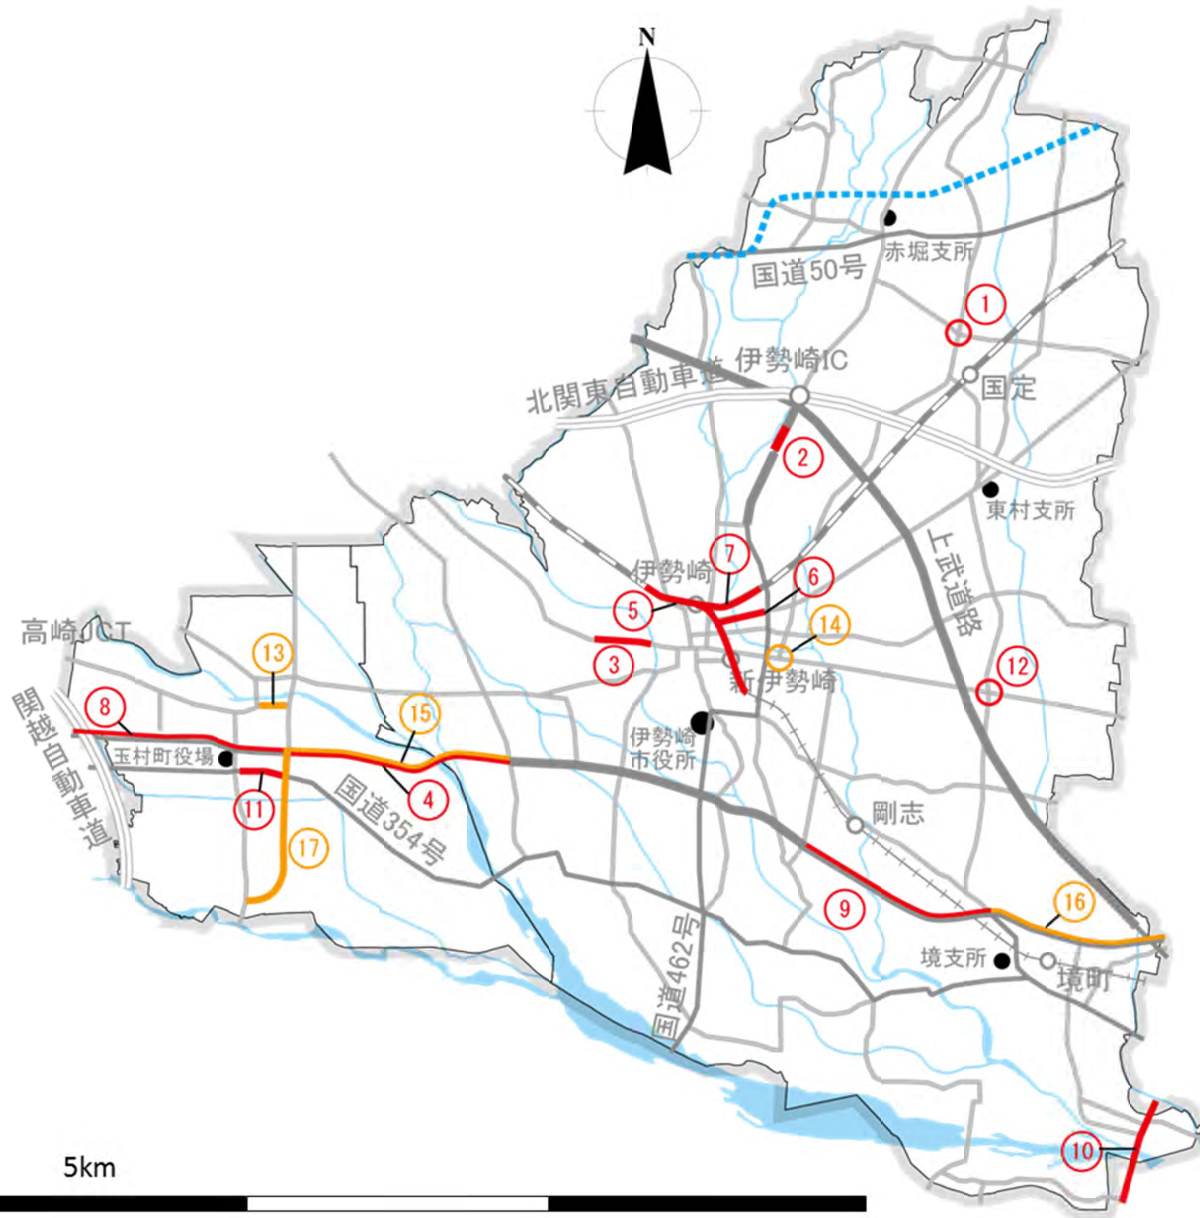 N
赤堀支所
国道50号
①
伊勢崎IC
北関東自動車道
国定
②
東村支所
上武道路
⑦
伊勢崎
⑥
⑤
⑭
高崎JCT
③
⑬
⑫
新伊勢崎
関越自動車道
⑧
⑮
伊勢崎
市役所
玉村町役場
⑪
④
国道354号
剛志
⑰
⑨
⑯
国道462号
境支所
境町
⑩
5km